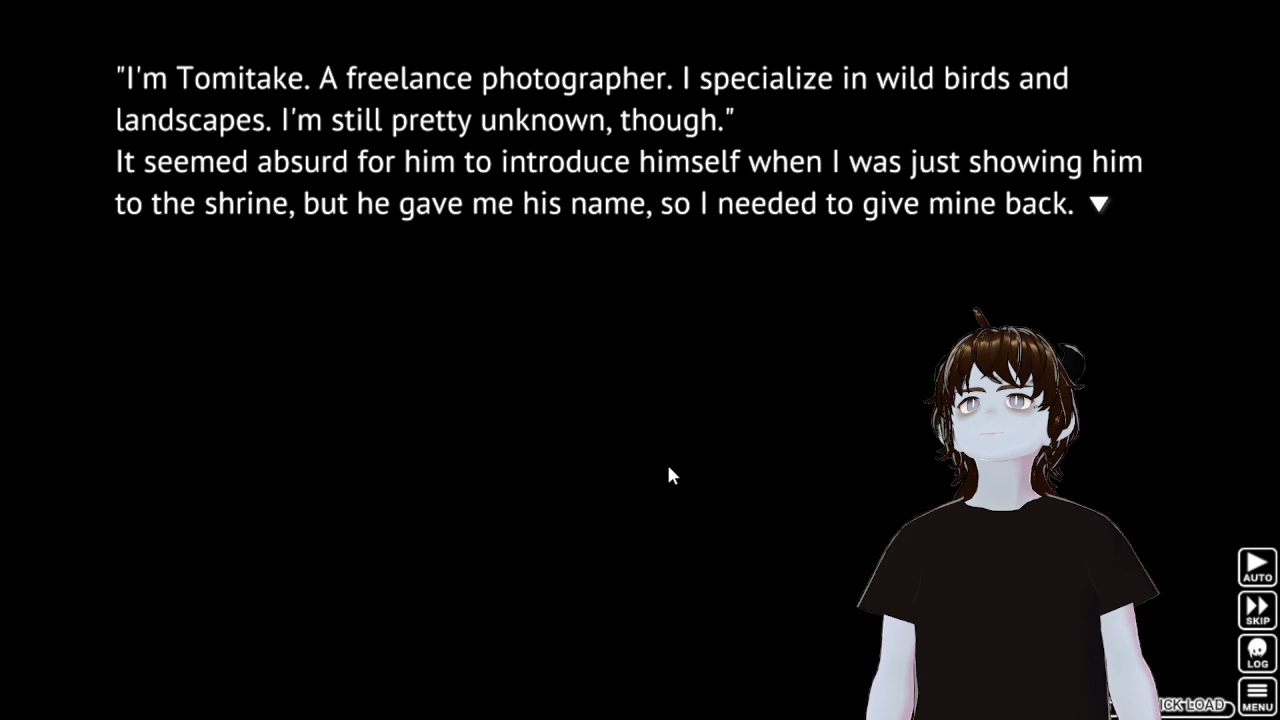 "I'm Tomitake. A freelance photographer. I specialize in wild birds and
landscapes. I'm still pretty unknown, though."
It seemed absurd for him to introduce himself when I was just showing him
to the shrine, but he gave me his name, so I needed to give mine back.
AUTO
SKIP
LOG
LOAD
MENU